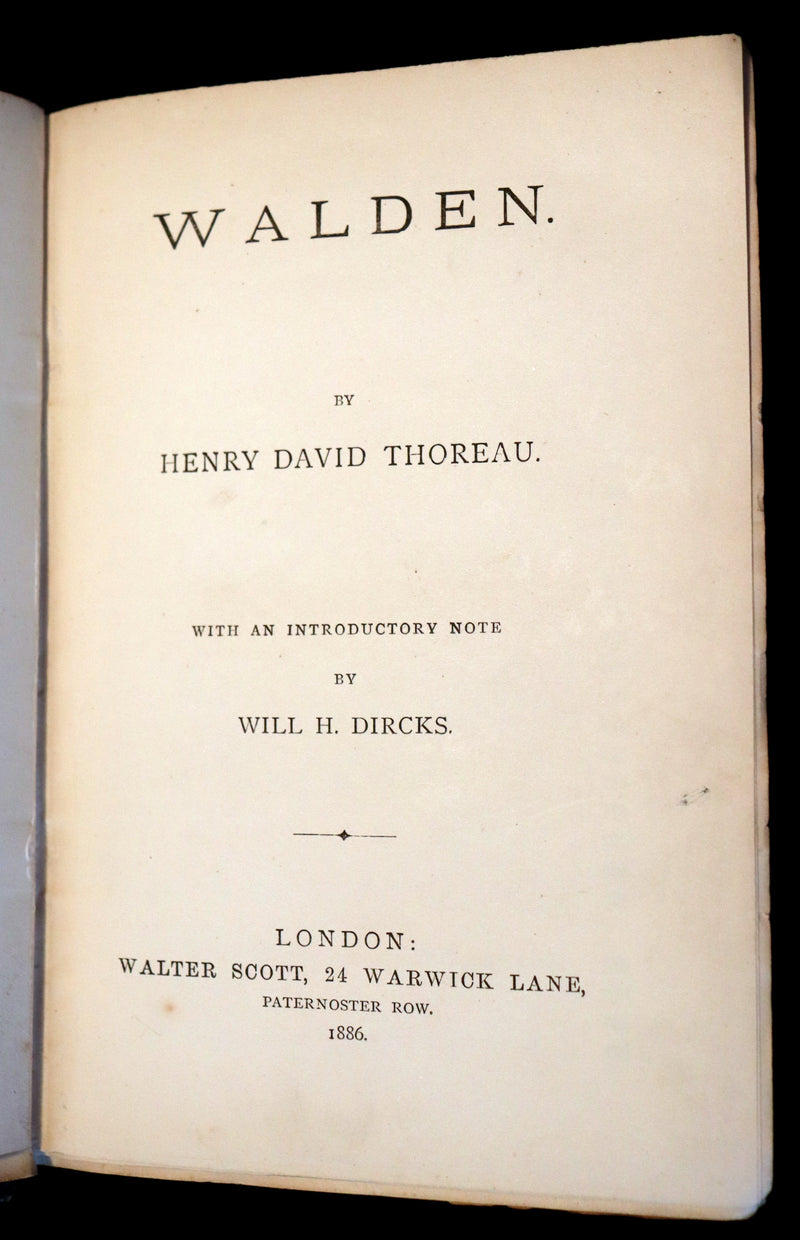 WALDEN.
BY
HENRY DAVID THOREAU.
WITH AN INTRODUCTORY NOTE
BY
WILL H. DIRCKS.
LONDON:
WALTER SCOTT, 24 WARWICK LANE,
PATERNOSTER ROW.
1886.